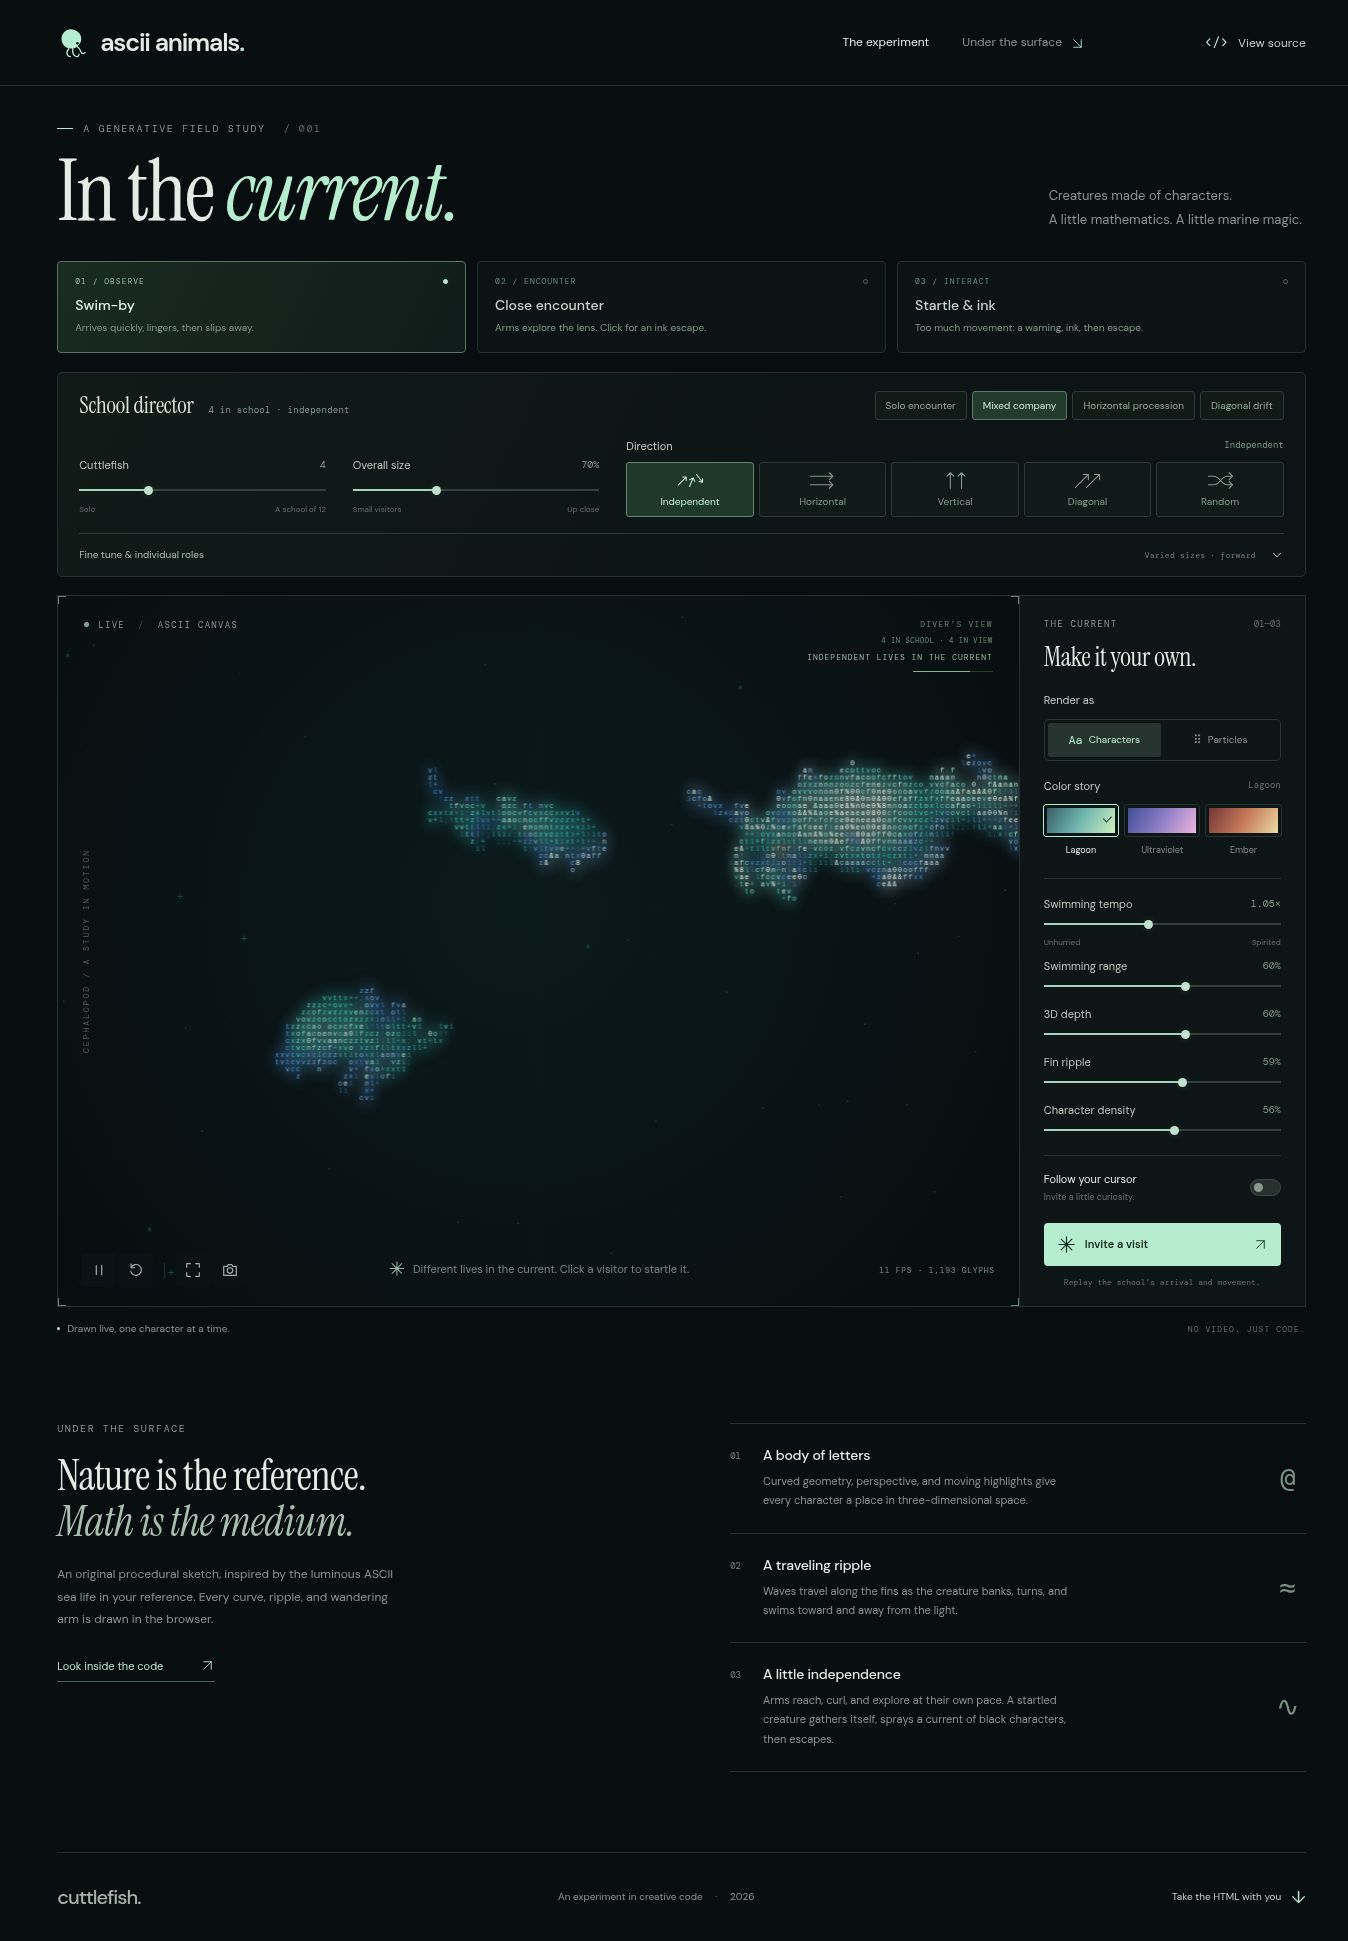 ascii animals.
The experiment
Under the surface
View source
A GENERATIVE FIELD STUDY / 001
In the current.
Creatures made of characters.
A little mathematics. A little marine magic.
01 / OBSERVE
Swim-by
Arrives quickly, lingers, then slips away.
02 / ENCOUNTER
Close encounter
Arms explore the lens. Click for an ink escape.
03 / INTERACT
Startle & ink
Too much movement: a warning, ink, then escape.
School director
4 in school · independent
Solo encounter
Mixed company
Horizontal procession
Diagonal drift
Cuttlefish
4
Solo
A school of 12
Overall size
70%
Small visitors
Up close
Direction
Independent
Independent
Horizontal
Vertical
Diagonal
Random
Fine tune & individual roles
Varied sizes · forward
LIVE / ASCII CANVAS
DIVER'S VIEW
4 IN SCHOOL · 4 IN VIEW
INDEPENDENT LIVES IN THE CURRENT
CEPHALOPOD / A STUDY IN MOTION
Different lives in the current. Click a visitor to startle it.
11 FPS · 1,193 GLYPHS
THE CURRENT
01—03
Make it your own.
Render as
Aa Characters
Particles
Color story
Lagoon
Lagoon
Ultraviolet
Ember
Swimming tempo
1.05×
Unhurried
Spirited
Swimming range
60%
3D depth
60%
Fin ripple
59%
Character density
56%
Follow your cursor
Invite a little curiosity.
Invite a visit
Replay the school's arrival and movement.
Drawn live, one character at a time.
NO VIDEO. JUST CODE.
UNDER THE SURFACE
Nature is the reference.
Math is the medium.
An original procedural sketch, inspired by the luminous ASCII
sea life in your reference. Every curve, ripple, and wandering
arm is drawn in the browser.
Look inside the code
01
A body of letters
Curved geometry, perspective, and moving highlights give
every character a place in three-dimensional space.
@
02
A traveling ripple
Waves travel along the fins as the creature banks, turns, and
swims toward and away from the light.
≈
03
A little independence
Arms reach, curl, and explore at their own pace. A startled
creature gathers itself, sprays a current of black characters,
then escapes.
∿
cuttlefish.
An experiment in creative code · 2026
Take the HTML with you